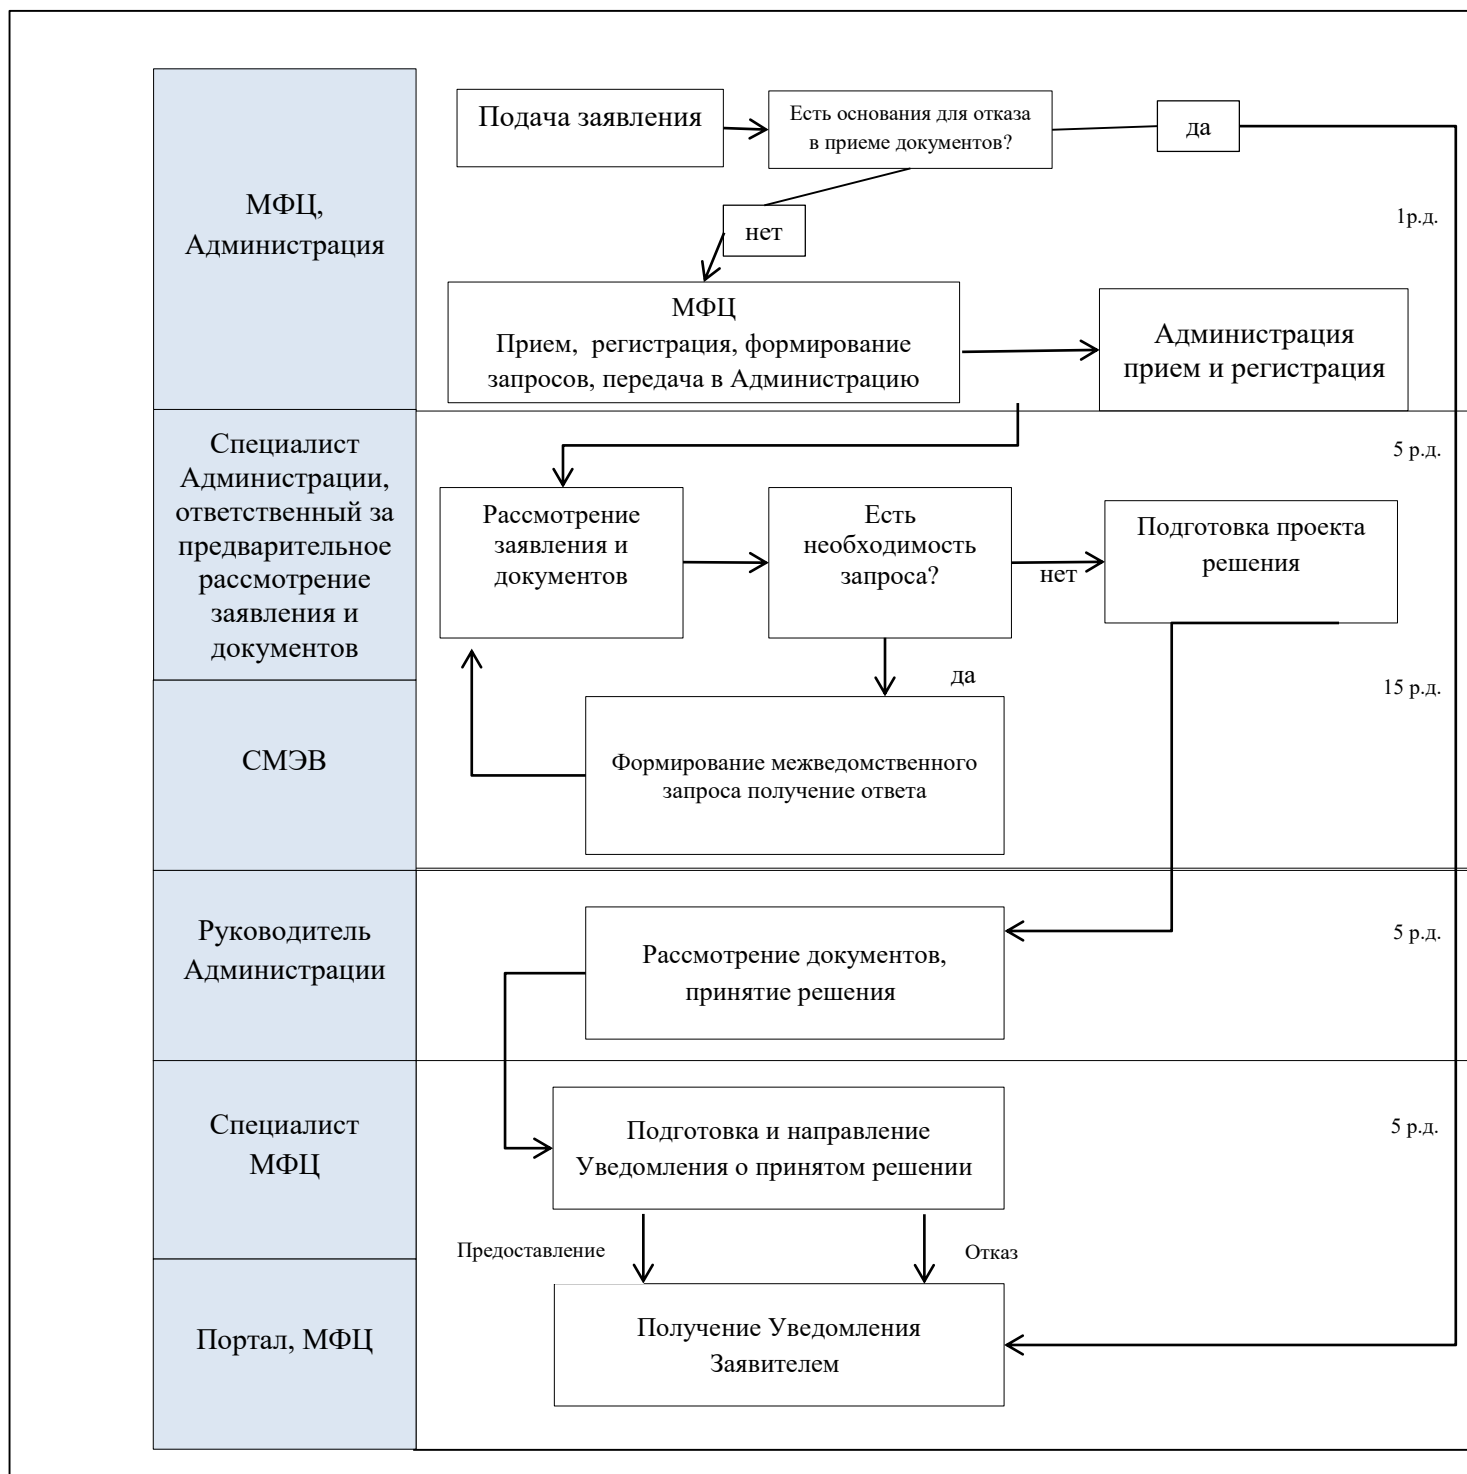 Подача заявления
Есть основания для отказа
в приеме документов?
да
МФЦ,
Администрация
1р.д.
нет
МФЦ
Прием,  регистрация, формирование
запросов, передача в Администрацию
Администрация
прием и регистрация
Специалист
Администрации,
ответственный за
предварительное
рассмотрение
заявления и
документов
5 р.д.
Рассмотрение
заявления и
документов
Есть
необходимость
запроса?
нет
Подготовка проекта
решения
да
15 р.д.
СМЭВ
Формирование межведомственного
запроса получение ответа
Руководитель
Администрации
Рассмотрение документов,
принятие решения
5 р.д.
Специалист
МФЦ
Подготовка и направление
Уведомления о принятом решении
5 р.д.
Предоставление
Отказ
Портал, МФЦ
Получение Уведомления
Заявителем